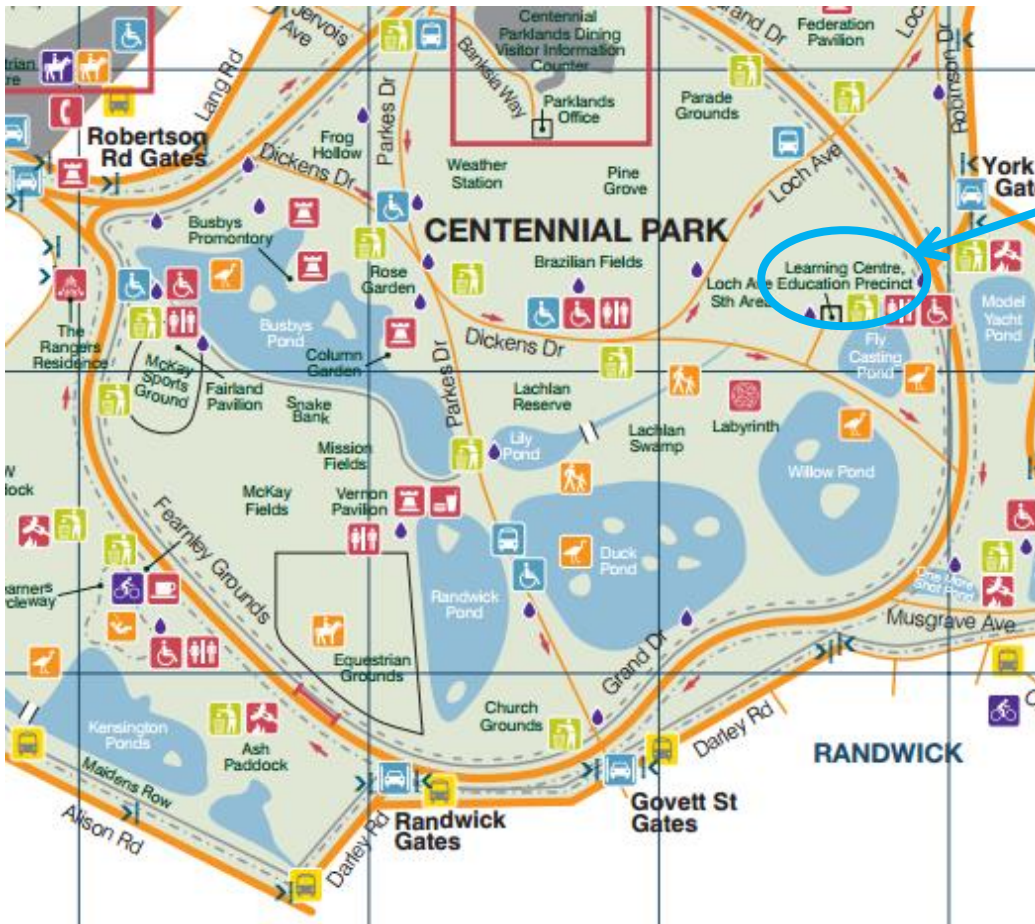 Centennial
Parklands Dining
Visitor Information
Counter
Parklands
Office
Banksia Way
Parkes Dr
Ave
Lang Rd
Robertson
Rd Gates
Frog
Hollow
Dickens Dr
Weather
Station
Pine
Grove
Parade
Grounds
Federation
Pavilion
Loch Ave
Robinson Dr
York
CENTENNIAL PARK
Busbys
Promontory
Rose
Garden
Brazilian Fields
Learning Centre,
Loch Ave Education Precinct
Sth Area
The
Rangers
Residence
McKay
Sports
Ground
Fairland
Pavilion
Busbys
Pond
Column
Garden
Parkes Dr
Dickens Dr
Fly
Casting
Pond
Model
Yacht
Pond
Snake
Bank
Lachlan
Reserve
Lily
Pond
Lachlan
Swamp
Labyrinth
Willow Pond
Mission
Fields
McKay
Fields
Vernon
Pavilion
Fearnley Grounds
Randwick
Pond
Duck
Pond
One More
Shot Pond
Musgrave Ave
Equestrian
Grounds
Grand Dr
Church
Grounds
Kensington
Ponds
Ash
Paddock
Maidens Row
Alison Rd
Darley Rd
Randwick
Gates
Govett St
Gates
Darley Rd
RANDWICK